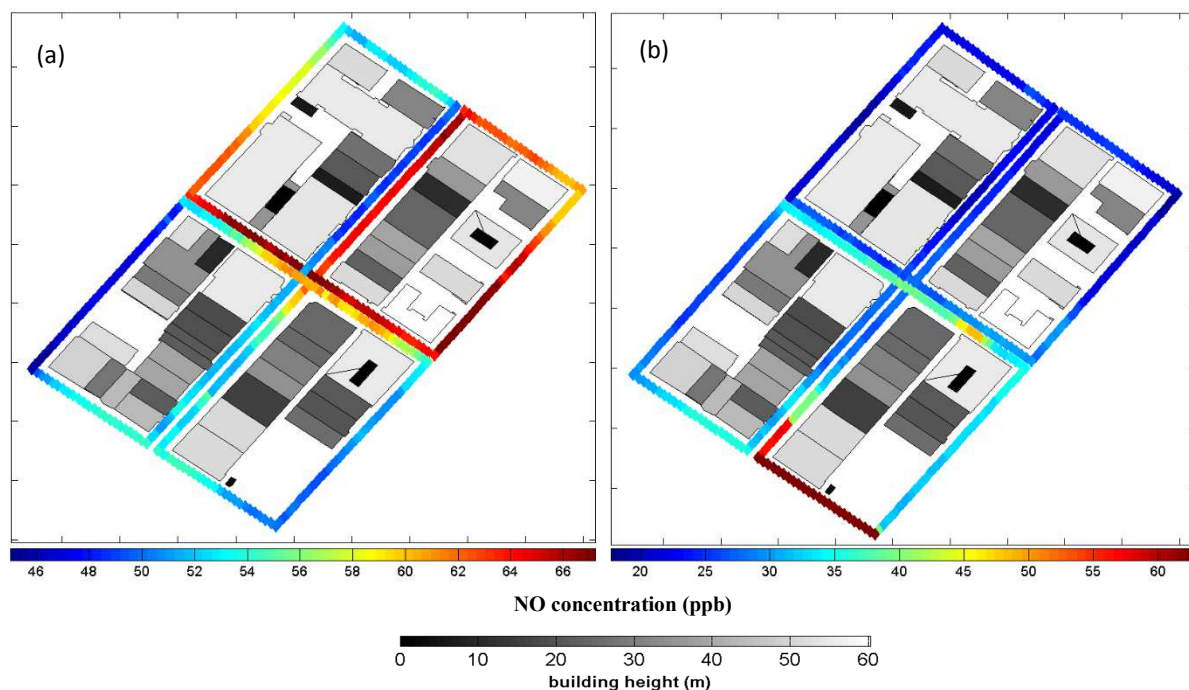 (a)
(b)
46 48 50 52 54 56 58 60 62 64 66
20 25 30 35 40 45 50 55 60
NO concentration (ppb)
0 10 20 30 40 50 60
building height (m)